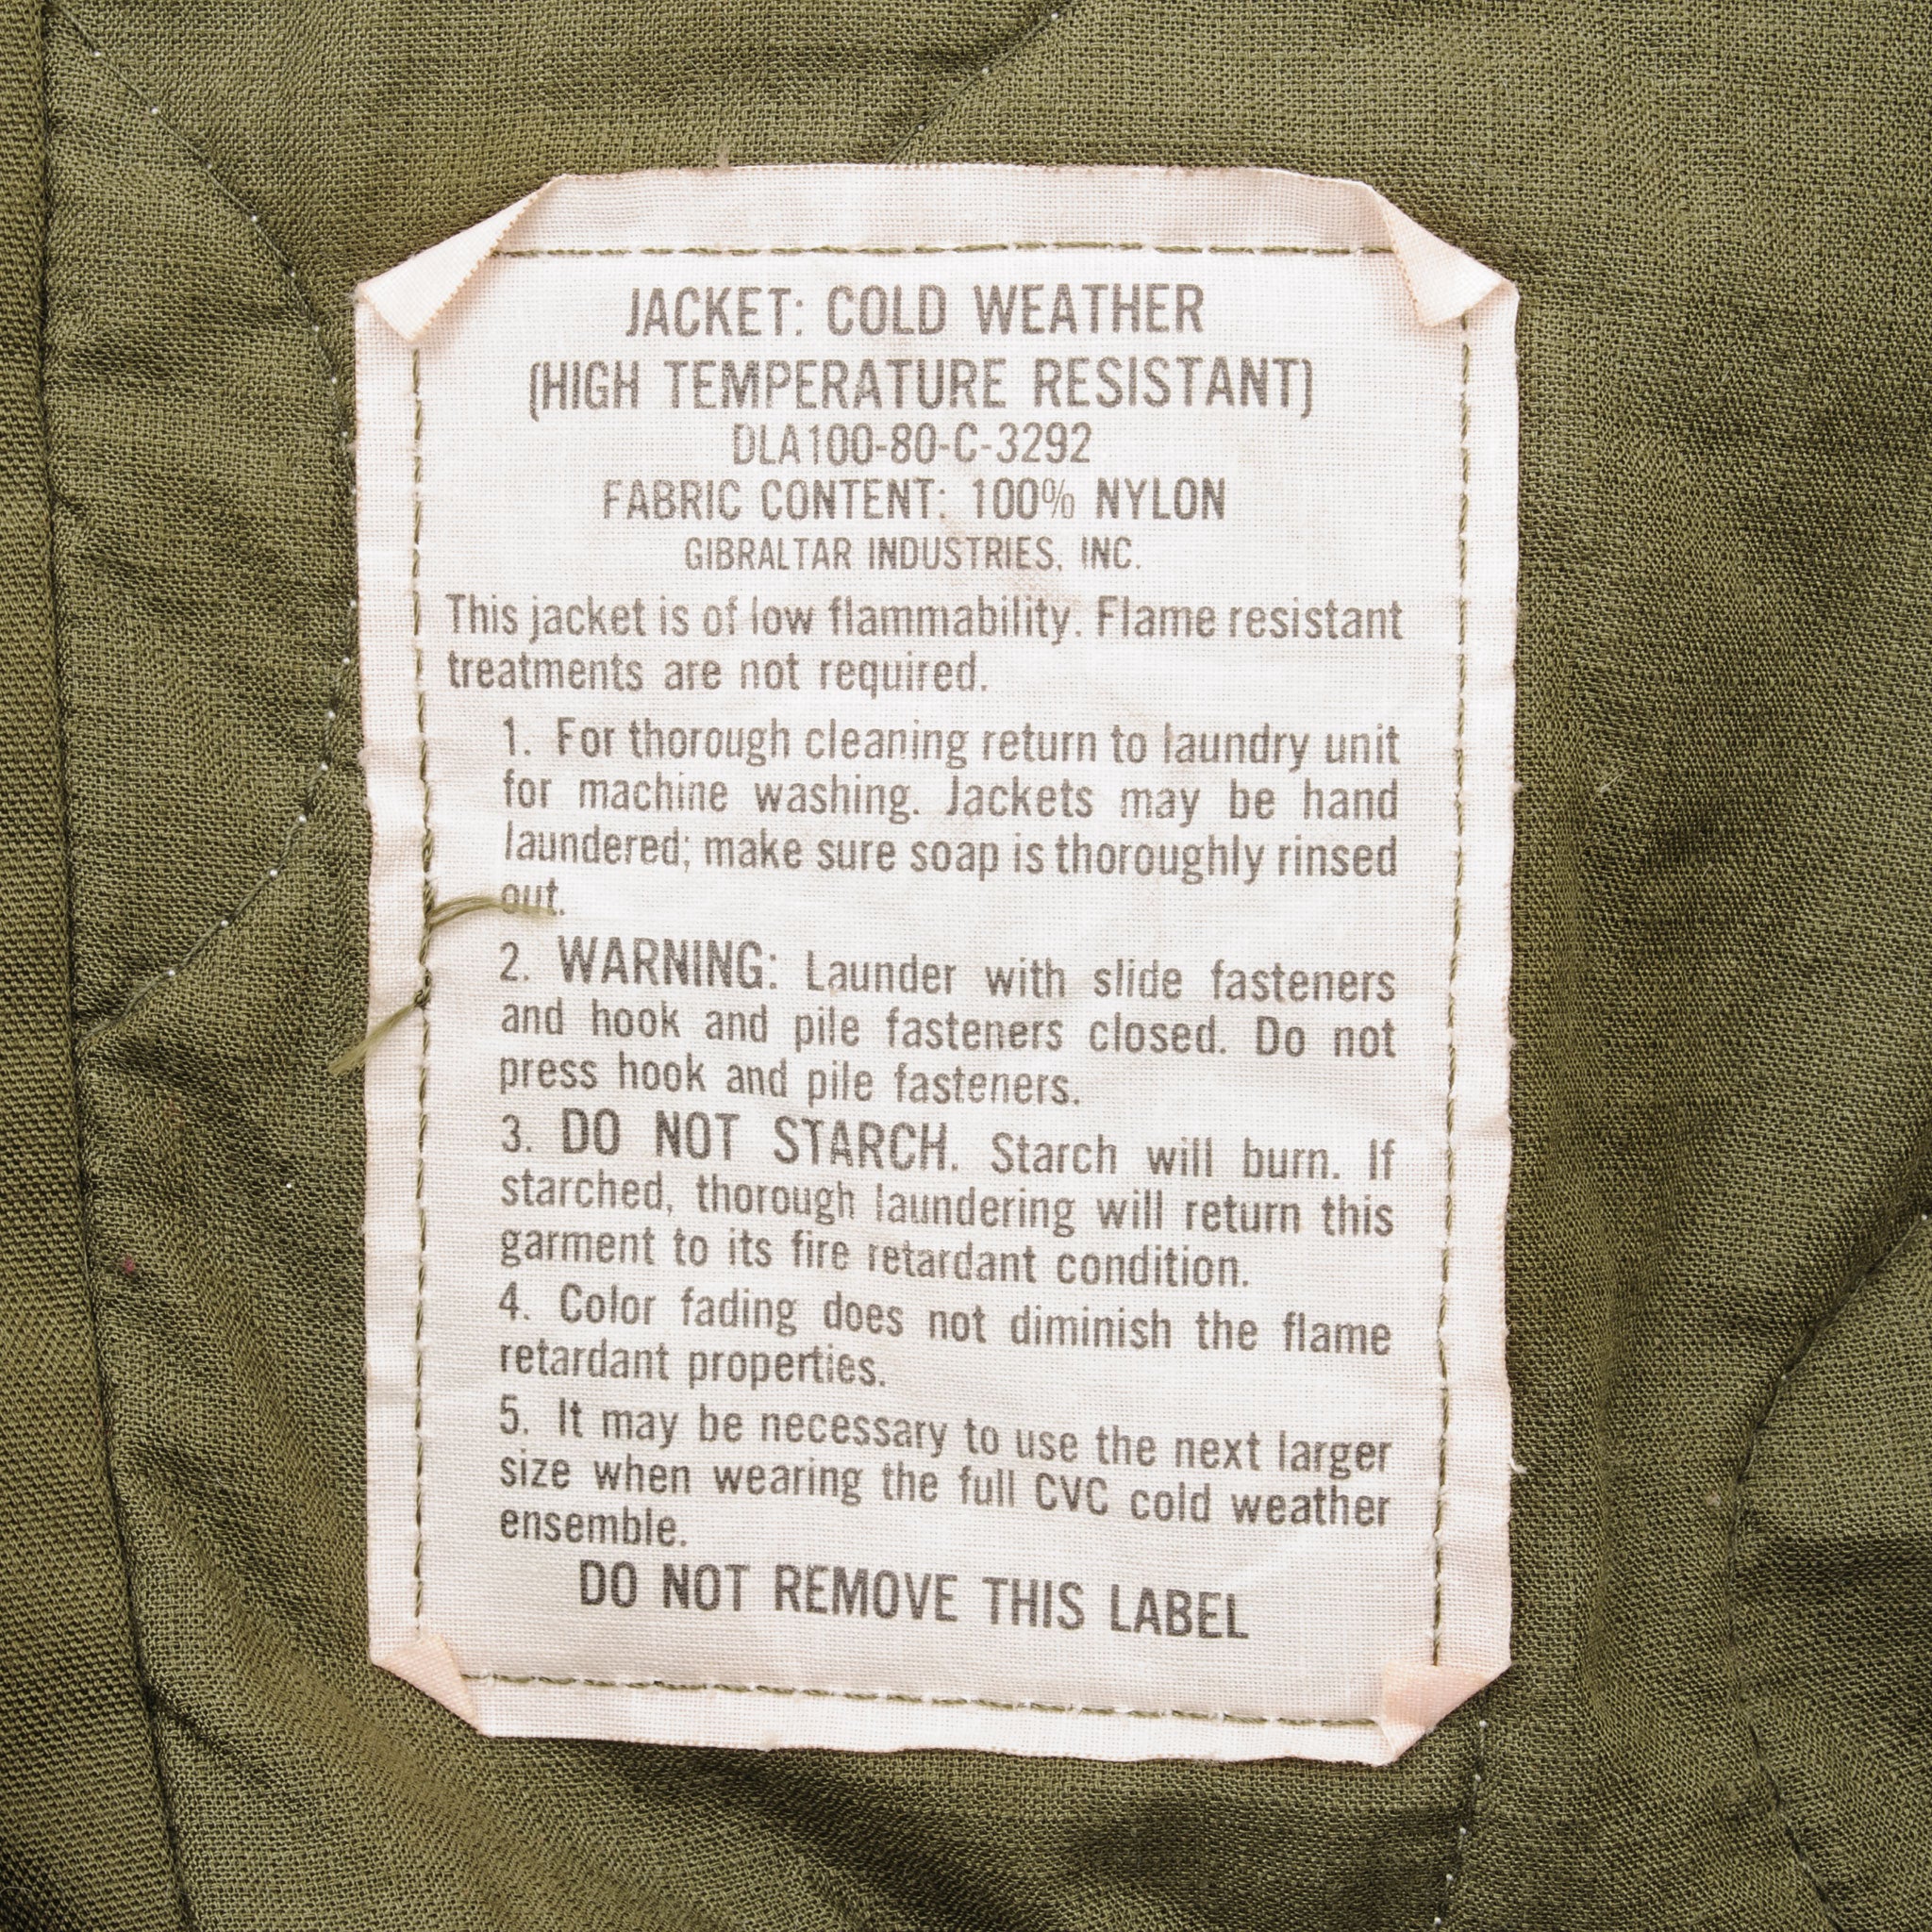 JACKET: COLD WEATHER
(HIGH TEMPERATURE RESISTANT)
DLA100-80-C-3292
FABRIC CONTENT: 100% NYLON
GIBRALTAR INDUSTRIES, INC.
This jacket is of low flammability. Flame resistant
treatments are not required.
1. For thorough cleaning return to laundry unit
for machine washing. Jackets may be hand
laundered; make sure soap is thoroughly rinsed
out.
2. WARNING: Launder with slide fasteners
and hook and pile fasteners closed. Do not
press hook and pile fasteners.
3. DO NOT STARCH. Starch will burn. If
starched, thorough laundering will return this
garment to its fire retardant condition.
4. Color fading does not diminish the flame
retardant properties.
5. It may be necessary to use the next larger
size when wearing the full CVC cold weather
ensemble.
DO NOT REMOVE THIS LABEL